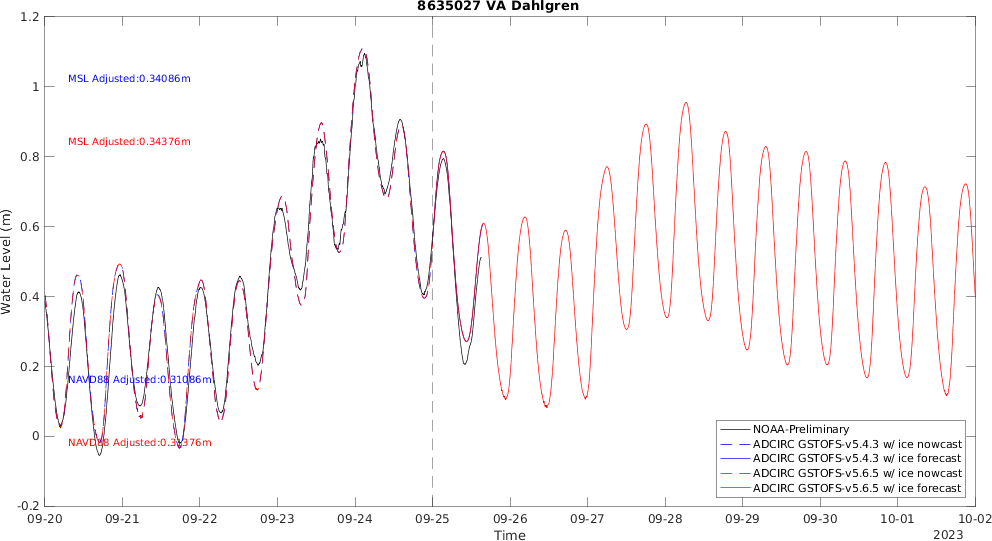 8635027 VA Dahlgren
1.2
1
0.8
0.6
0.4
0.2
0
-0.2
Water Level (m)
MSL Adjusted:0.34086m
MSL Adjusted:0.34376m
NAVD88 Adjusted:0.31086m
NAVD88 Adjusted:0.31376m
NOAA-Preliminary
ADCIRC GSTOFS-v5.4.3 w/ ice nowcast
ADCIRC GSTOFS-v5.4.3 w/ ice forecast
ADCIRC GSTOFS-v5.6.5 w/ ice nowcast
ADCIRC GSTOFS-v5.6.5 w/ ice forecast
09-20 09-21 09-22 09-23 09-24 09-25 09-26 09-27 09-28 09-29 09-30 10-01 10-02
Time
2023